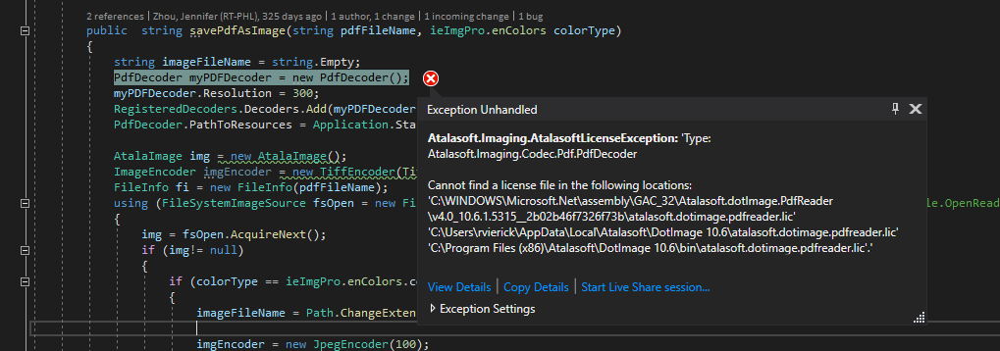 2 references | Zhou, Jennifer (RT-PHL), 325 days ago | 1 author, 1 change | 1 incoming change | 1 bug
public string savePdfAsImage(string pdfFileName, ieImgPro.enColors colorType)
{
string imageFileName = string.Empty;
PdfDecoder myPDFDecoder = new PdfDecoder();
myPDFDecoder.Resolution = 300;
RegisteredDecoders.Decoders.Add(myPDFDecoder
PdfDecoder.PathToResources = Application.Sta
AtalaImage img = new AtalaImage();
ImageEncoder imgEncoder = new TiffEncoder(Ti
FileInfo fi = new FileInfo(pdfFileName);
using (FileSystemImageSource fsOpen = new Fi
le.OpenRead
{
img = fsOpen.AcquireNext();
if (img!= null)
{
if (colorType == ieImgPro.enColors.co
{
imageFileName = Path.ChangeExten
imgEncoder = new JpegEncoder(100);
Exception Unhandled
Atalasoft.Imaging.AtalasoftLicenseException: 'Type:
Atalasoft.Imaging.Codec.Pdf.PdfDecoder
Cannot find a license file in the following locations:
'C:\WINDOWS\Microsoft.Net\assembly\GAC_32\Atalasoft.dotImage.PdfReader
\v4.0_10.6.1.5315__2b02b46f7326f73b\atalasoft.dotimage.pdfreader.lic'
'C:\Users\rvierick\AppData\Local\Atalasoft\DotImage 10.6\atalasoft.dotimage.pdfreader.lic'
'C:\Program Files (x86)\Atalasoft\DotImage 10.6\bin\atalasoft.dotimage.pdfreader.lic'.'
View Details | Copy Details | Start Live Share session...
Exception Settings